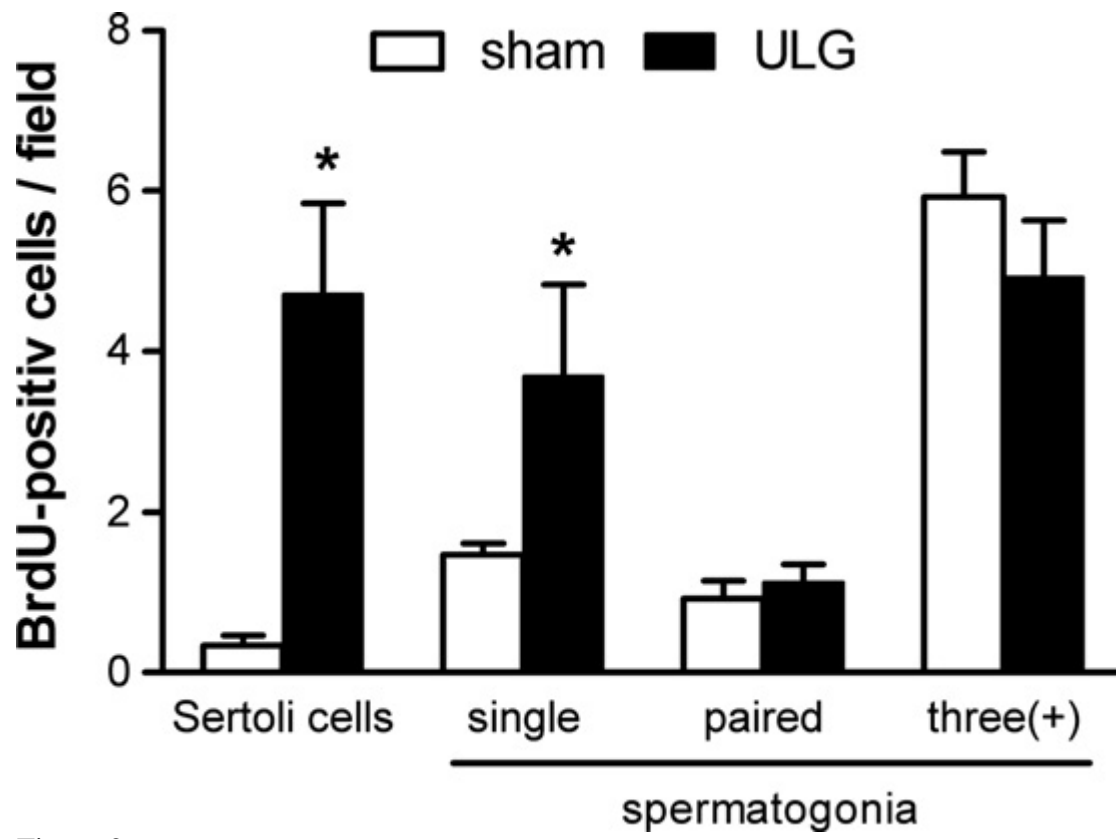 BrdU-positiv cells / field
8
6
4
2
0
sham ULG
*
*
Sertoli cells single paired three(+)
spermatogonia